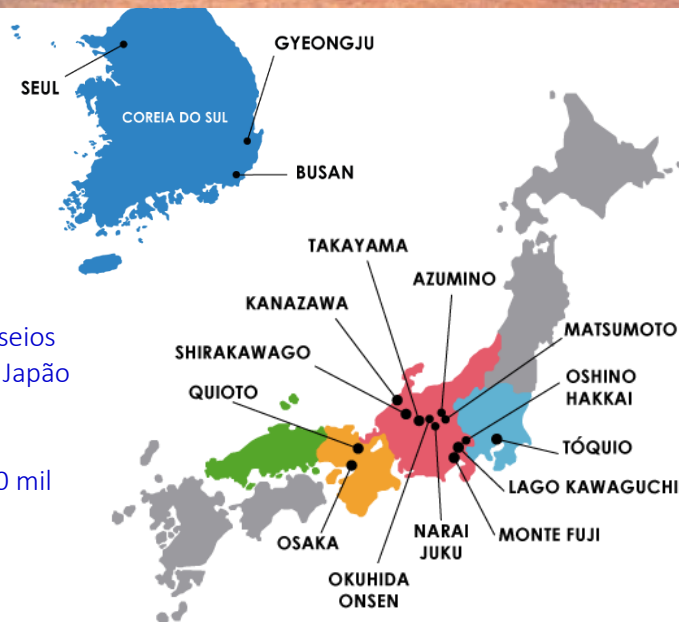 GYEONGJU
SEUL
COREIA DO SUL
BUSAN
TAKAYAMA
AZUMINO
KANAZAWA
MATSUMOTO
seios
SHIRAKAWAGO
Japão
OSHINO
HAKKAI
QUIOTO
TÓQUIO
0 mil
LAGO KAWAGUCHI
OSAKA
NARAI
JUKU
MONTE FUJI
OKUHIDA
ONSEN